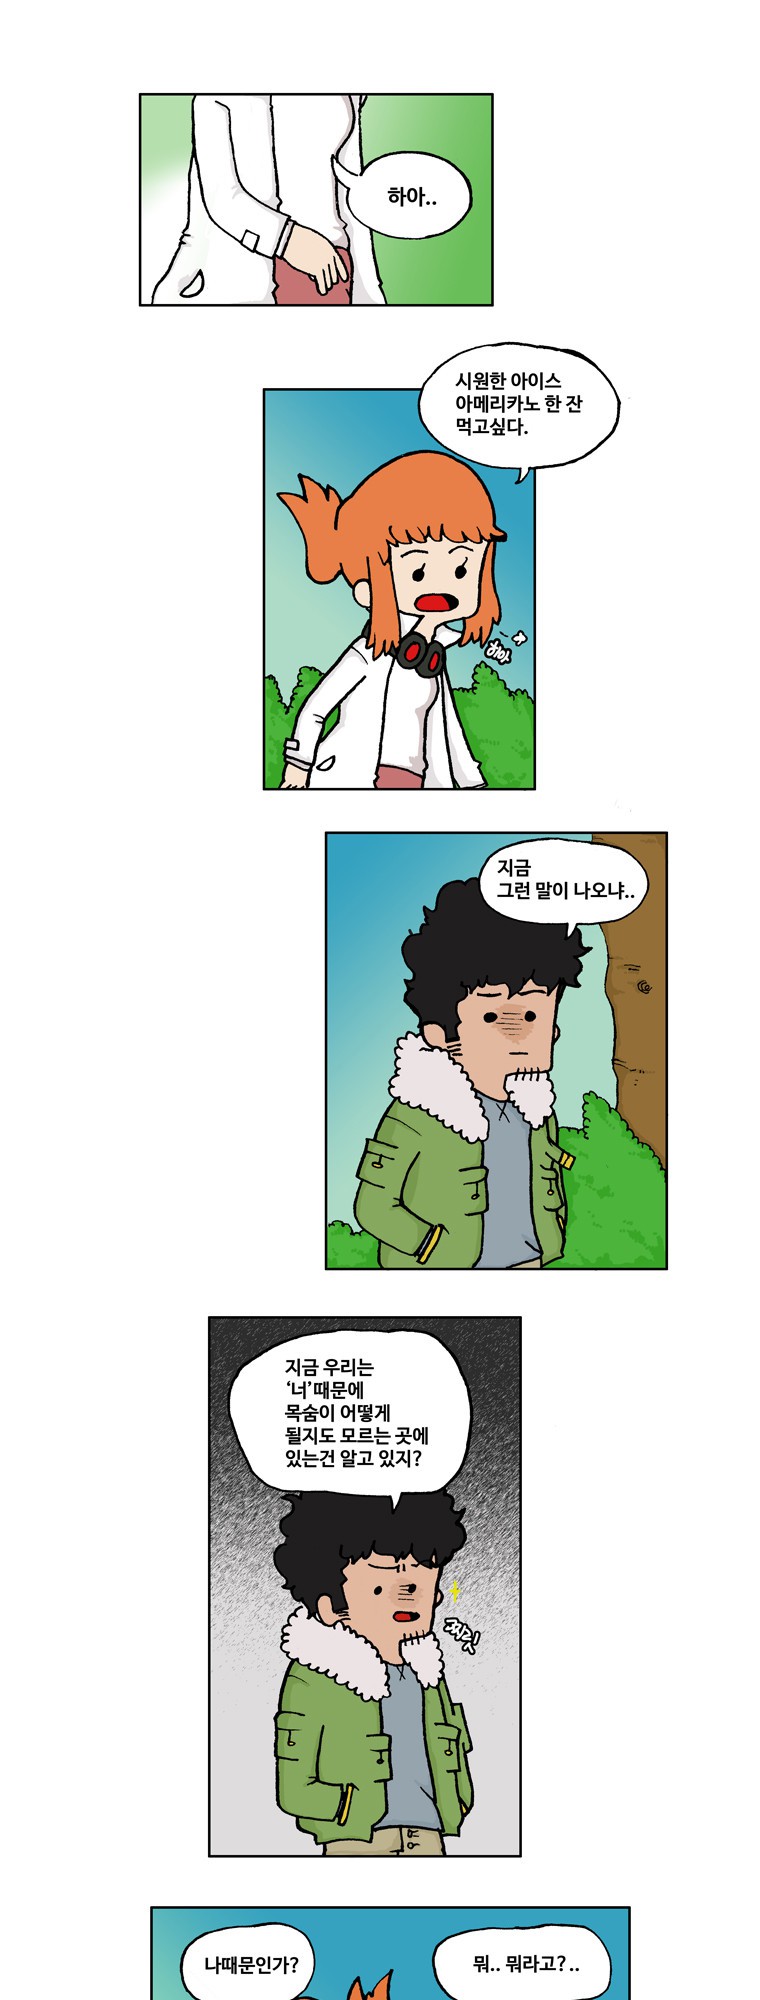 하아..
시원한 아이스
아메리카노 한 잔
먹고싶다.
하아
지금
그런 말이 나오냐..
지금 우리는
‘너’때문에
목숨이 어떻게
될지도 모르는 곳에
있는건 알고 있지?
찌릿
나때문인가?
뭐.. 뭐라고? ..